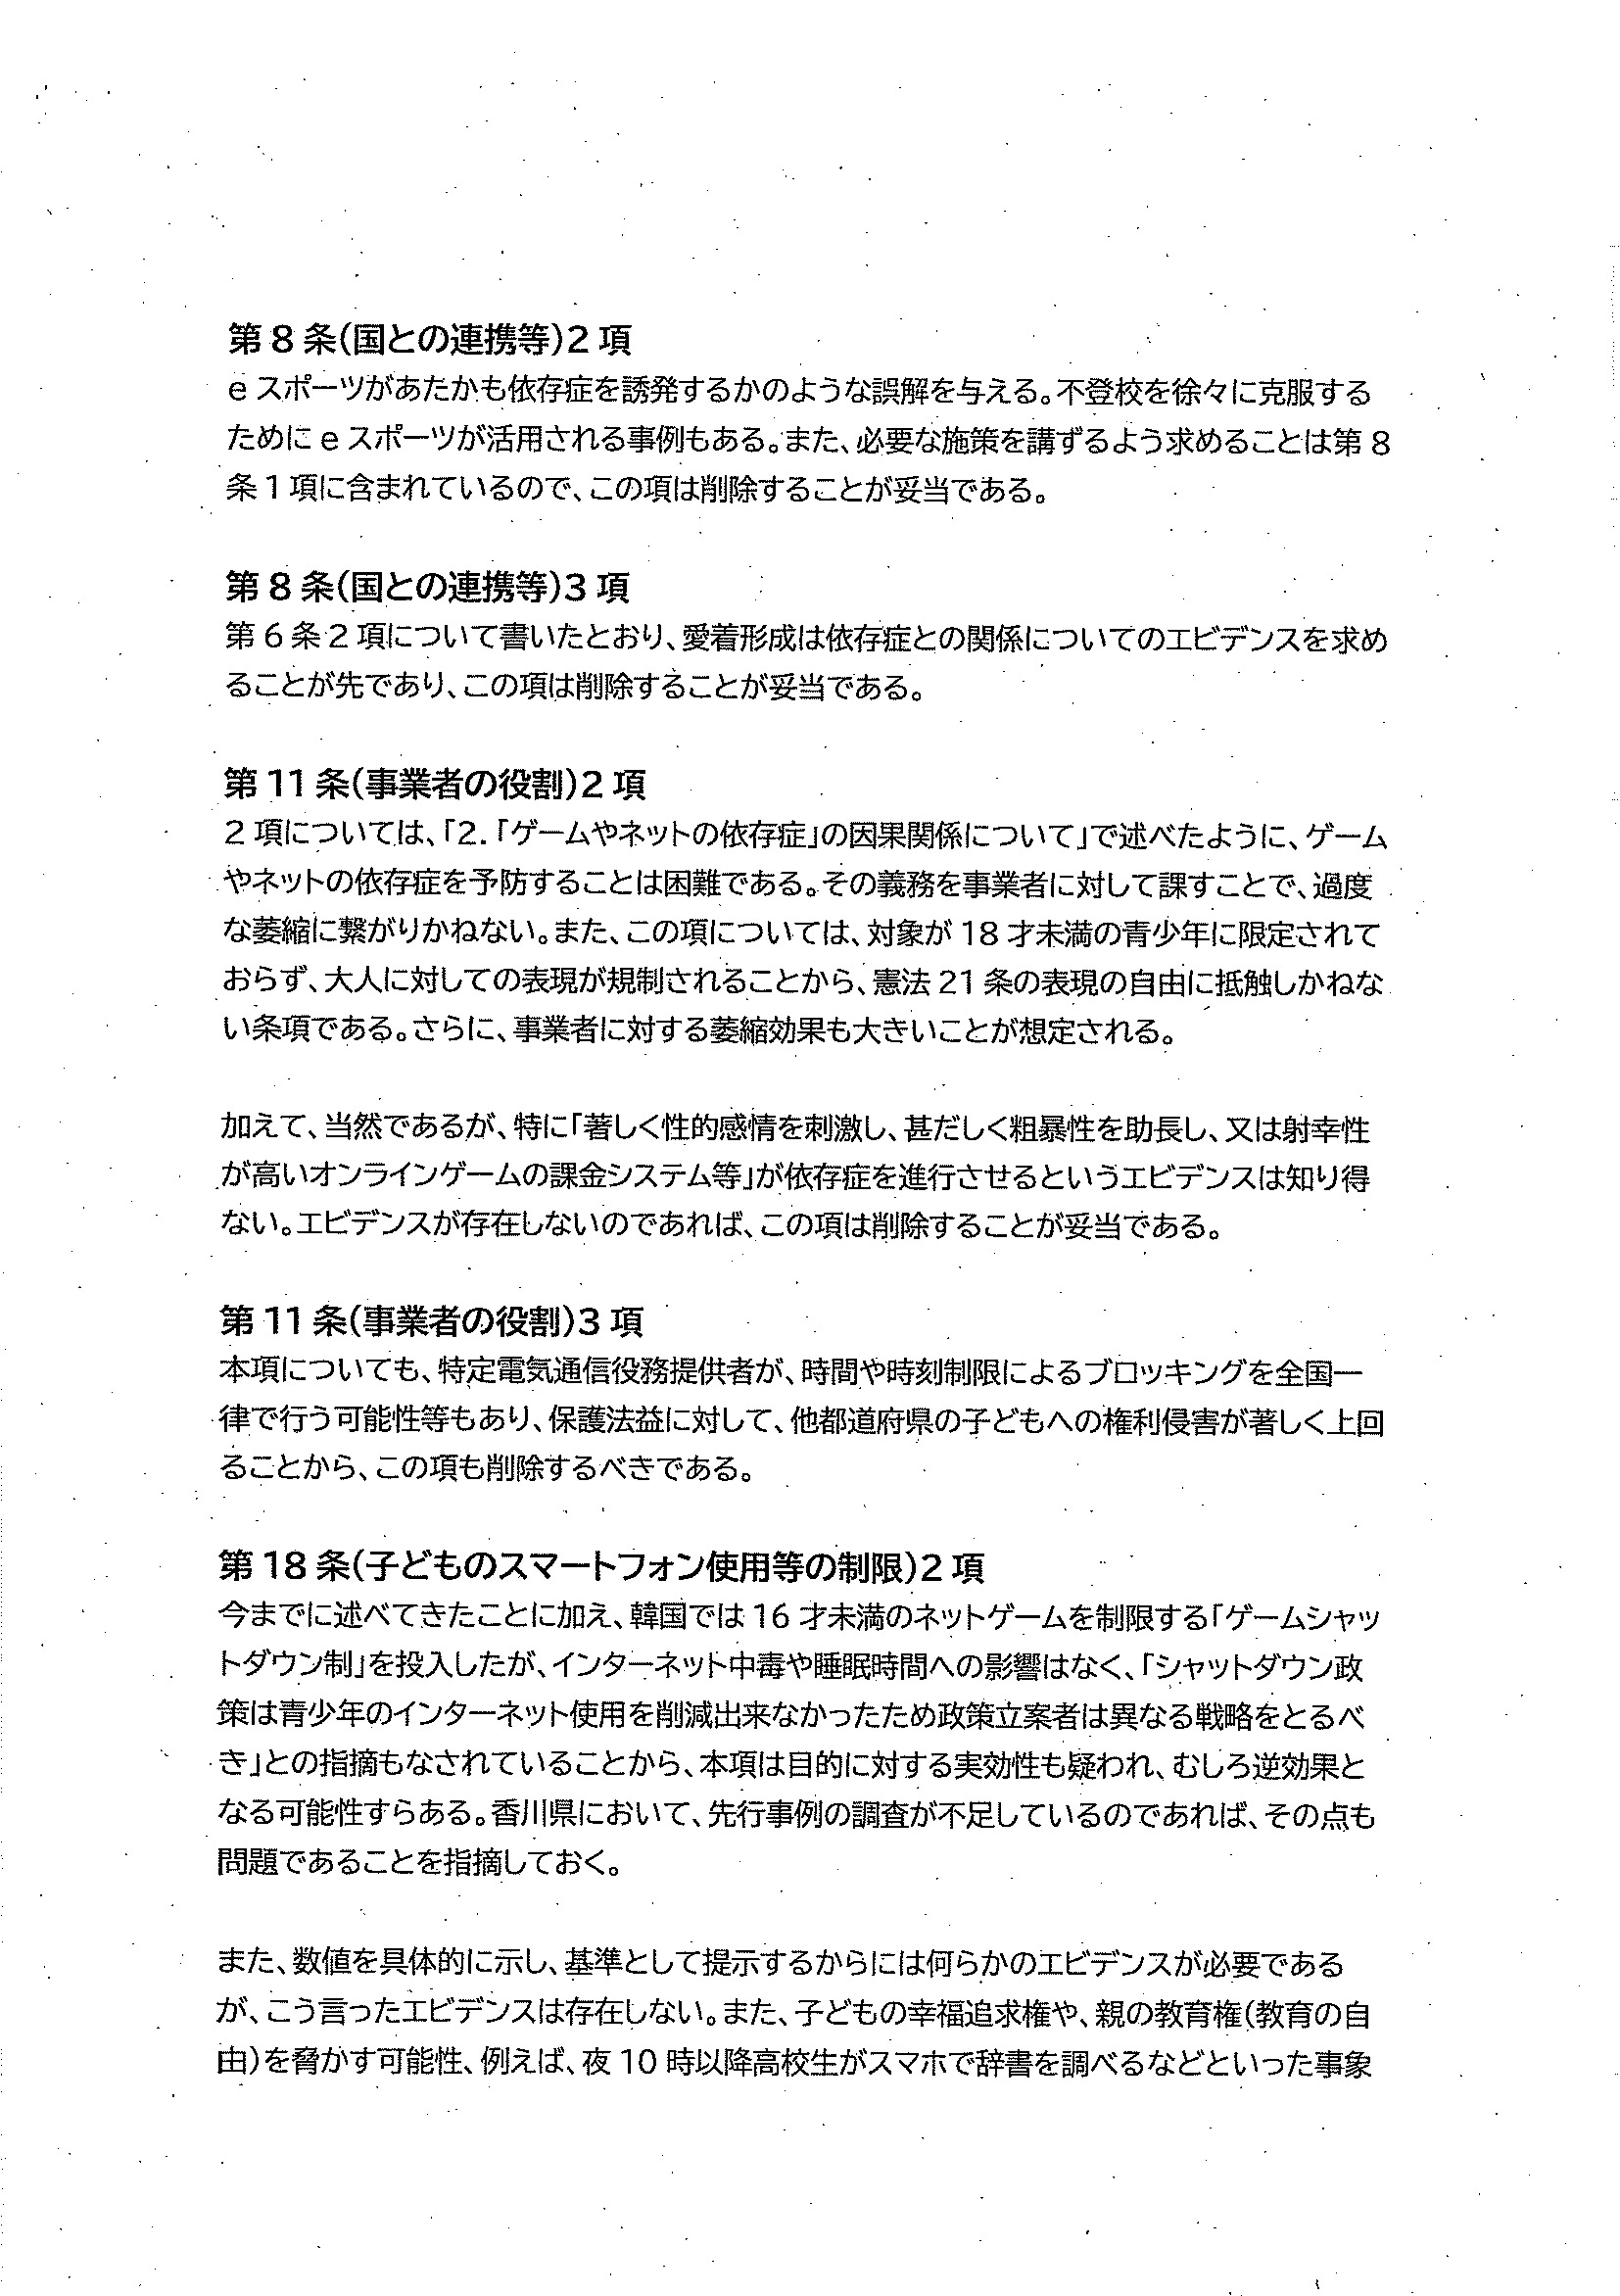 第8条(国との連携等)2項
eスポーツがあたかも依存症を誘発するかのような誤解を与える。不登校を徐々に克服する
ためにeスポーツが活用される事例もある。また、必要な施策を講ずるよう求めることは第8
条1項に含まれているので、この項は削除することが妥当である。
第8条(国との連携等)3項
第6条2項について書いたとおり、愛着形成は依存症との関係についてのエビデンスを求め
ることが先であり、この項は削除することが妥当である。
第11条(事業者の役割)2項
2項については、「2.「ゲームやネットの依存症」の因果関係について」で述べたように、ゲーム
やネットの依存症を予防することは困難である。その義務を事業者に対して課すことで、過度
な萎縮に繋がりかねない。また、この項については、対象が18才未満の青少年に限定されて
おらず、大人に対しての表現が規制されることから、憲法21条の表現の自由に抵触しかねな
い条項である。さらに、事業者に対する萎縮効果も大きいことが想定される。
加えて、当然であるが、特に「著しく性的感情を刺激し、甚だしく粗暴性を助長し、又は射幸性
が高いオンラインゲームの課金システム等」が依存症を進行させるというエビデンスは知り得
ない。エビデンスが存在しないのであれば、この項は削除することが妥当である。
第11条(事業者の役割)3項
本項についても、特定電気通信役務提供者が、時間や時刻制限によるブロッキングを全国一
律で行う可能性等もあり、保護法益に対して、他都道府県の子どもへの権利侵害が著しく上回
ることから、この項も削除するべきである。
第18条(子どものスマートフォン使用等の制限)2項
今までに述べてきたことに加え、韓国では16才未満のネットゲームを制限する「ゲームシャッ
トダウン制」を投入したが、インターネット中毒や睡眠時間への影響はなく、「シャットダウン政
策は青少年のインターネット使用を削減出来なかったため政策立案者は異なる戦略をとるべ
き」との指摘もなされていることから、本項は目的に対する実効性も疑われ、むしろ逆効果と
なる可能性すらある。香川県において、先行事例の調査が不足しているのであれば、その点も
問題であることを指摘しておく。
また、数値を具体的に示し、基準として提示するからには何らかのエビデンスが必要である
が、こう言ったエビデンスは存在しない。また、子どもの幸福追求権や、親の教育権(教育の自
由)を脅かす可能性、例えば、夜10時以降高校生がスマホで辞書を調べるなどといった事象